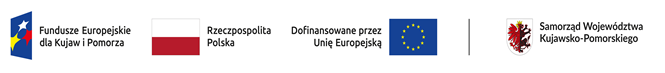 Fundusze Europejskie
dla Kujaw i Pomorza
Rzeczpospolita
Polska
Dofinansowane przez
Unię Europejską
Samorząd Województwa
Kujawsko-Pomorskiego